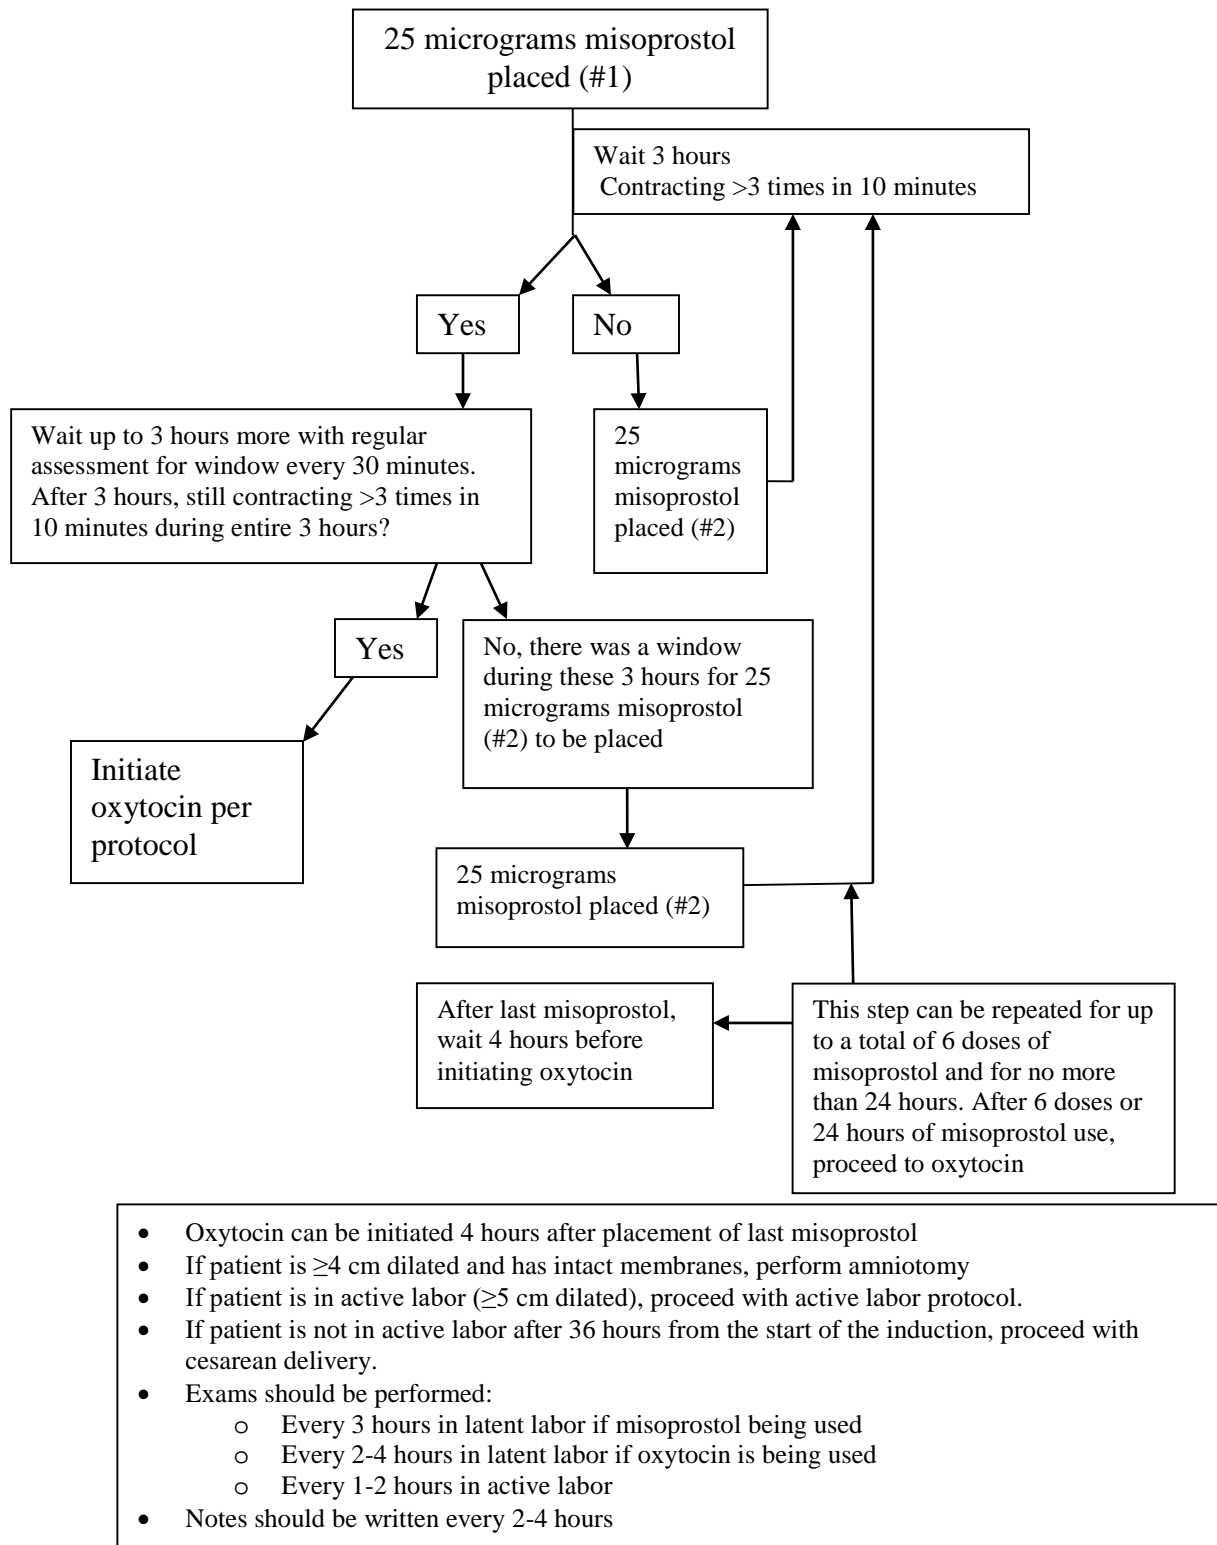 25 micrograms misoprostol
placed (#1)
Wait 3 hours
Contracting >3 times in 10 minutes
Yes
No
Wait up to 3 hours more with regular
assessment for window every 30 minutes.
After 3 hours, still contracting >3 times in
10 minutes during entire 3 hours?
25
micrograms
misoprostol
placed (#2)
Yes
No, there was a window
during these 3 hours for 25
micrograms misoprostol
(#2) to be placed
Initiate
oxytocin per
protocol
25 micrograms
misoprostol placed (#2)
After last misoprostol,
wait 4 hours before
initiating oxytocin
This step can be repeated for up
to a total of 6 doses of
misoprostol and for no more
than 24 hours. After 6 doses or
24 hours of misoprostol use,
proceed to oxytocin
• Oxytocin can be initiated 4 hours after placement of last misoprostol
• If patient is ≥4 cm dilated and has intact membranes, perform amniotomy
• If patient is in active labor (≥5 cm dilated), proceed with active labor protocol.
• If patient is not in active labor after 36 hours from the start of the induction, proceed with
cesarean delivery.
• Exams should be performed:
o Every 3 hours in latent labor if misoprostol being used
o Every 2-4 hours in latent labor if oxytocin is being used
o Every 1-2 hours in active labor
• Notes should be written every 2-4 hours